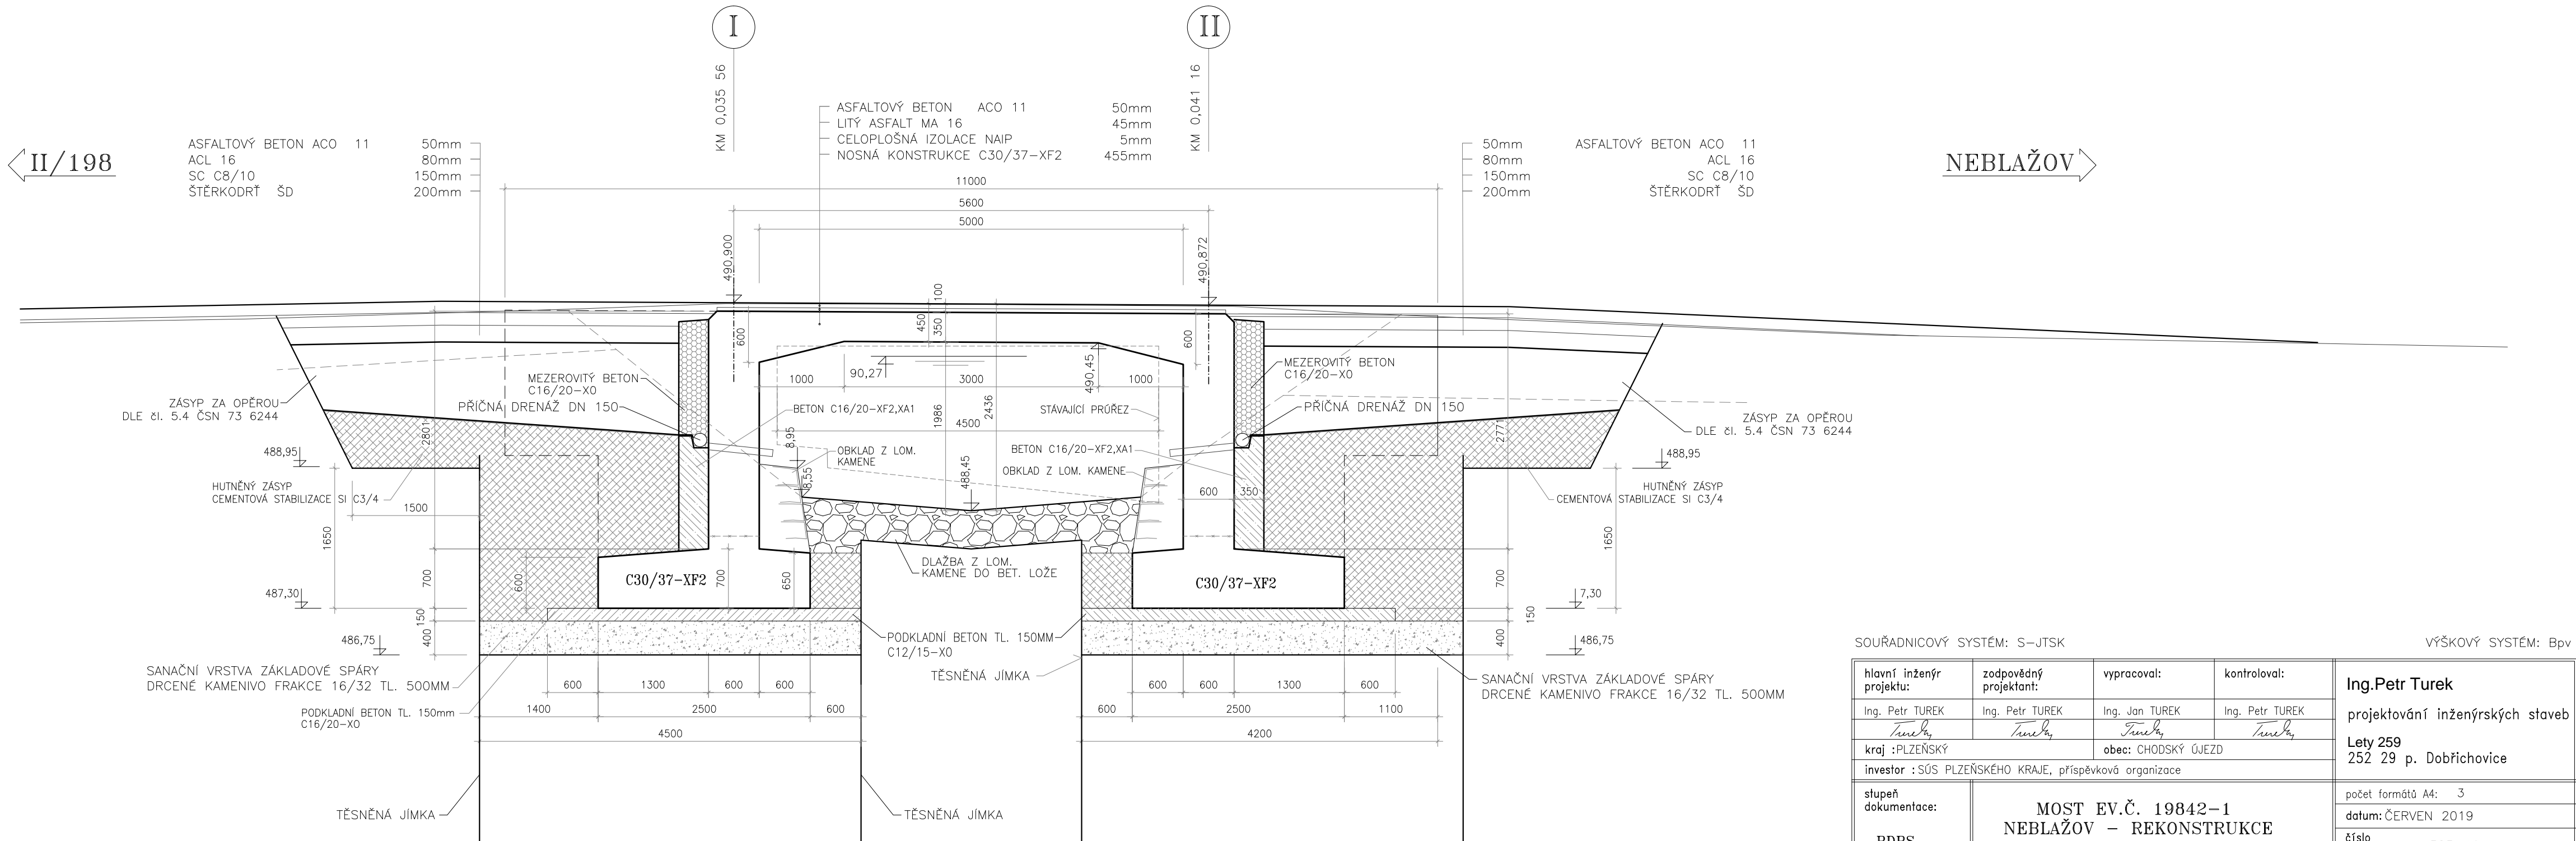 I
II
KM 0,035 56
KM 0,041 16
II/198
NEBLAŽOV
ASFALTOVÝ BETON ACO 11 50mm
ACL 16 80mm
SC C8/10 150mm
ŠTĚRKODRŤ ŠD 200mm
ASFALTOVÝ BETON ACO 11 50mm
LITÝ ASFALT MA 16 45mm
CELOPLOŠNÁ IZOLACE NAIP 5mm
NOSNÁ KONSTRUKCE C30/37-XF2 455mm
50mm ASFALTOVÝ BETON ACO 11
80mm ACL 16
150mm SC C8/10
200mm ŠTĚRKODRŤ ŠD
11000
5600
5000
490,900
490,872
100
450
350
600
600
90,27
490,45
1000
3000
1000
1986
2436
4500
MEZEROVITÝ BETON
C16/20-X0
PŘÍČNÁ DRENÁŽ DN 150
ZÁSYP ZA OPĚROU
DLE čl. 5.4 ČSN 73 6244
BETON C16/20-XF2,XA1
STÁVAJÍCÍ PRŮŘEZ
MEZEROVITÝ BETON
C16/20-X0
PŘÍČNÁ DRENÁŽ DN 150
ZÁSYP ZA OPĚROU
DLE čl. 5.4 ČSN 73 6244
2801
2771
8,95
8,55
488,45
OBKLAD Z LOM.
KAMENE
BETON C16/20-XF2,XA1
OBKLAD Z LOM. KAMENE
488,95
488,95
HUTNĚNÝ ZÁSYP
CEMENTOVÁ STABILIZACE SI C3/4
HUTNĚNÝ ZÁSYP
CEMENTOVÁ STABILIZACE SI C3/4
600
350
1500
1650
1650
DLAŽBA Z LOM.
KAMENE DO BET. LOŽE
C30/37-XF2
C30/37-XF2
700
600
700
650
700
487,30
7,30
150
400
150
400
486,75
486,75
PODKLADNÍ BETON TL. 150MM
C12/15-X0
TĚSNĚNÁ JÍMKA
SANAČNÍ VRSTVA ZÁKLADOVÉ SPÁRY
DRCENÉ KAMENIVO FRAKCE 16/32 TL. 500MM
SANAČNÍ VRSTVA ZÁKLADOVÉ SPÁRY
DRCENÉ KAMENIVO FRAKCE 16/32 TL. 500MM
PODKLADNÍ BETON TL. 150mm
C16/20-X0
600 1300 600 600
1400 2500 600
4500
600 600 1300 600
600 2500 1100
4200
TĚSNĚNÁ JÍMKA
TĚSNĚNÁ JÍMKA
SOUŘADNICOVÝ SYSTÉM: S-JTSK
VÝŠKOVÝ SYSTÉM: Bpv
hlavní inženýr
projektu:
zodpovědný
projektant:
vypracoval:
kontroloval:
Ing. Petr TUREK
Ing. Petr TUREK
Ing. Jan TUREK
Ing. Petr TUREK
Turek
Turek
Turek
Turek
Ing.Petr Turek
projektování inženýrských staveb
Lety 259
252 29 p. Dobřichovice
kraj :PLZEŇSKÝ
obec: CHODSKÝ ÚJEZD
investor : SÚS PLZEŇSKÉHO KRAJE, příspěvková organizace
stupeň
dokumentace:
MOST EV.Č. 19842-1
NEBLAŽOV - REKONSTRUKCE
počet formátů A4: 3
datum: ČERVEN 2019
číslo